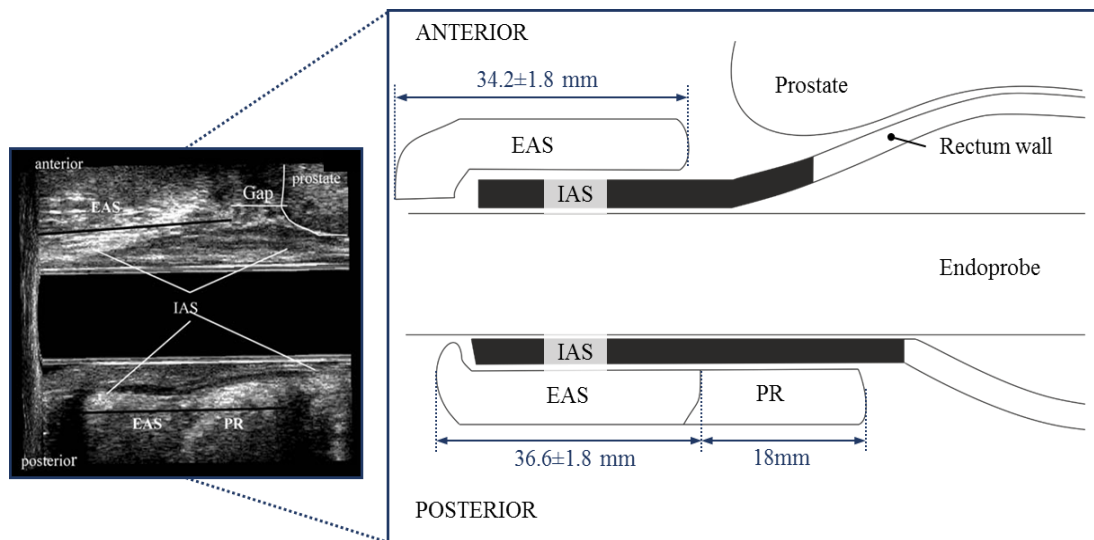 anterior
prostate
Gap
EAS
IAS
EAS
PR
posterior
ANTERIOR
34.2±1.8 mm
Prostate
EAS
Rectum wall
IAS
Endoprobe
IAS
EAS
PR
36.6±1.8 mm
18mm
POSTERIOR